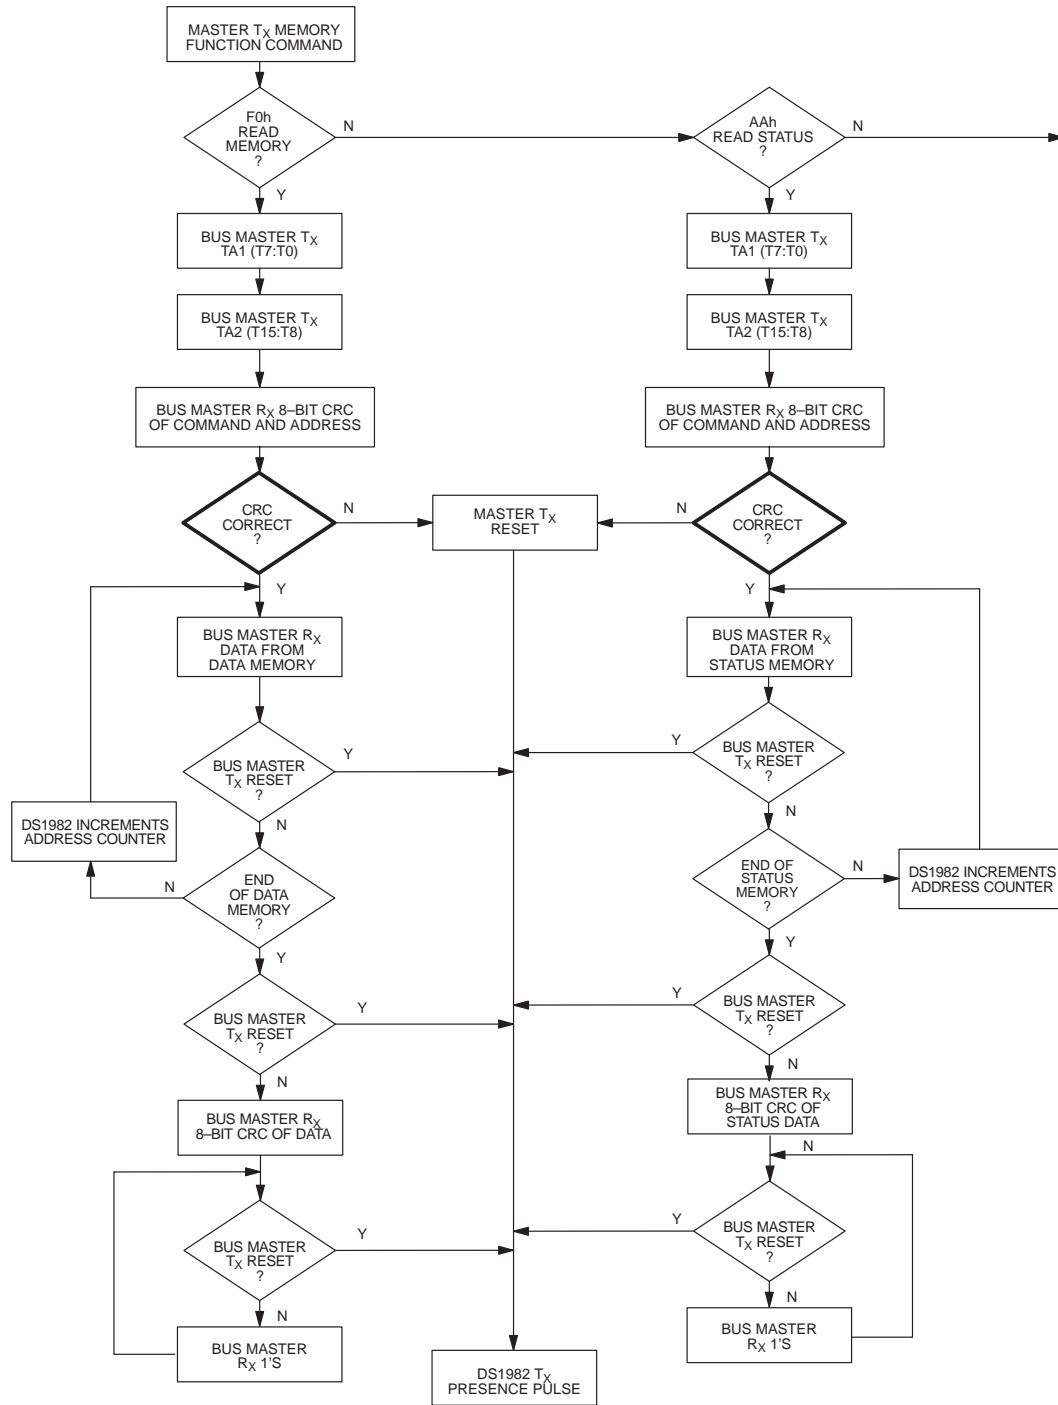 MASTER TX MEMORY
FUNCTION COMMAND
F0h
READ
MEMORY
?
N
Y
AAh
READ STATUS
?
N
Y
BUS MASTER TX
TA1 (T7:T0)
BUS MASTER TX
TA1 (T7:T0)
BUS MASTER TX
TA2 (T15:T8)
BUS MASTER TX
TA2 (T15:T8)
BUS MASTER RX 8–BIT CRC
OF COMMAND AND ADDRESS
BUS MASTER RX 8–BIT CRC
OF COMMAND AND ADDRESS
CRC
CORRECT
?
N
Y
MASTER TX
RESET
N
CRC
CORRECT
?
Y
BUS MASTER RX
DATA FROM
DATA MEMORY
BUS MASTER RX
DATA FROM
STATUS MEMORY
BUS MASTER
TX RESET
?
Y
N
Y
BUS MASTER
TX RESET
?
N
DS1982 INCREMENTS
ADDRESS COUNTER
N
END
OF DATA
MEMORY
?
Y
END OF
STATUS
MEMORY
?
N
Y
DS1982 INCREMENTS
ADDRESS COUNTER
BUS MASTER
TX RESET
?
Y
N
Y
BUS MASTER
TX RESET
?
N
BUS MASTER RX
8–BIT CRC OF DATA
BUS MASTER RX
8–BIT CRC OF
STATUS DATA
N
BUS MASTER
TX RESET
?
Y
N
Y
BUS MASTER
TX RESET
?
N
BUS MASTER
RX 1'S
BUS MASTER
RX 1'S
DS1982 TX
PRESENCE PULSE